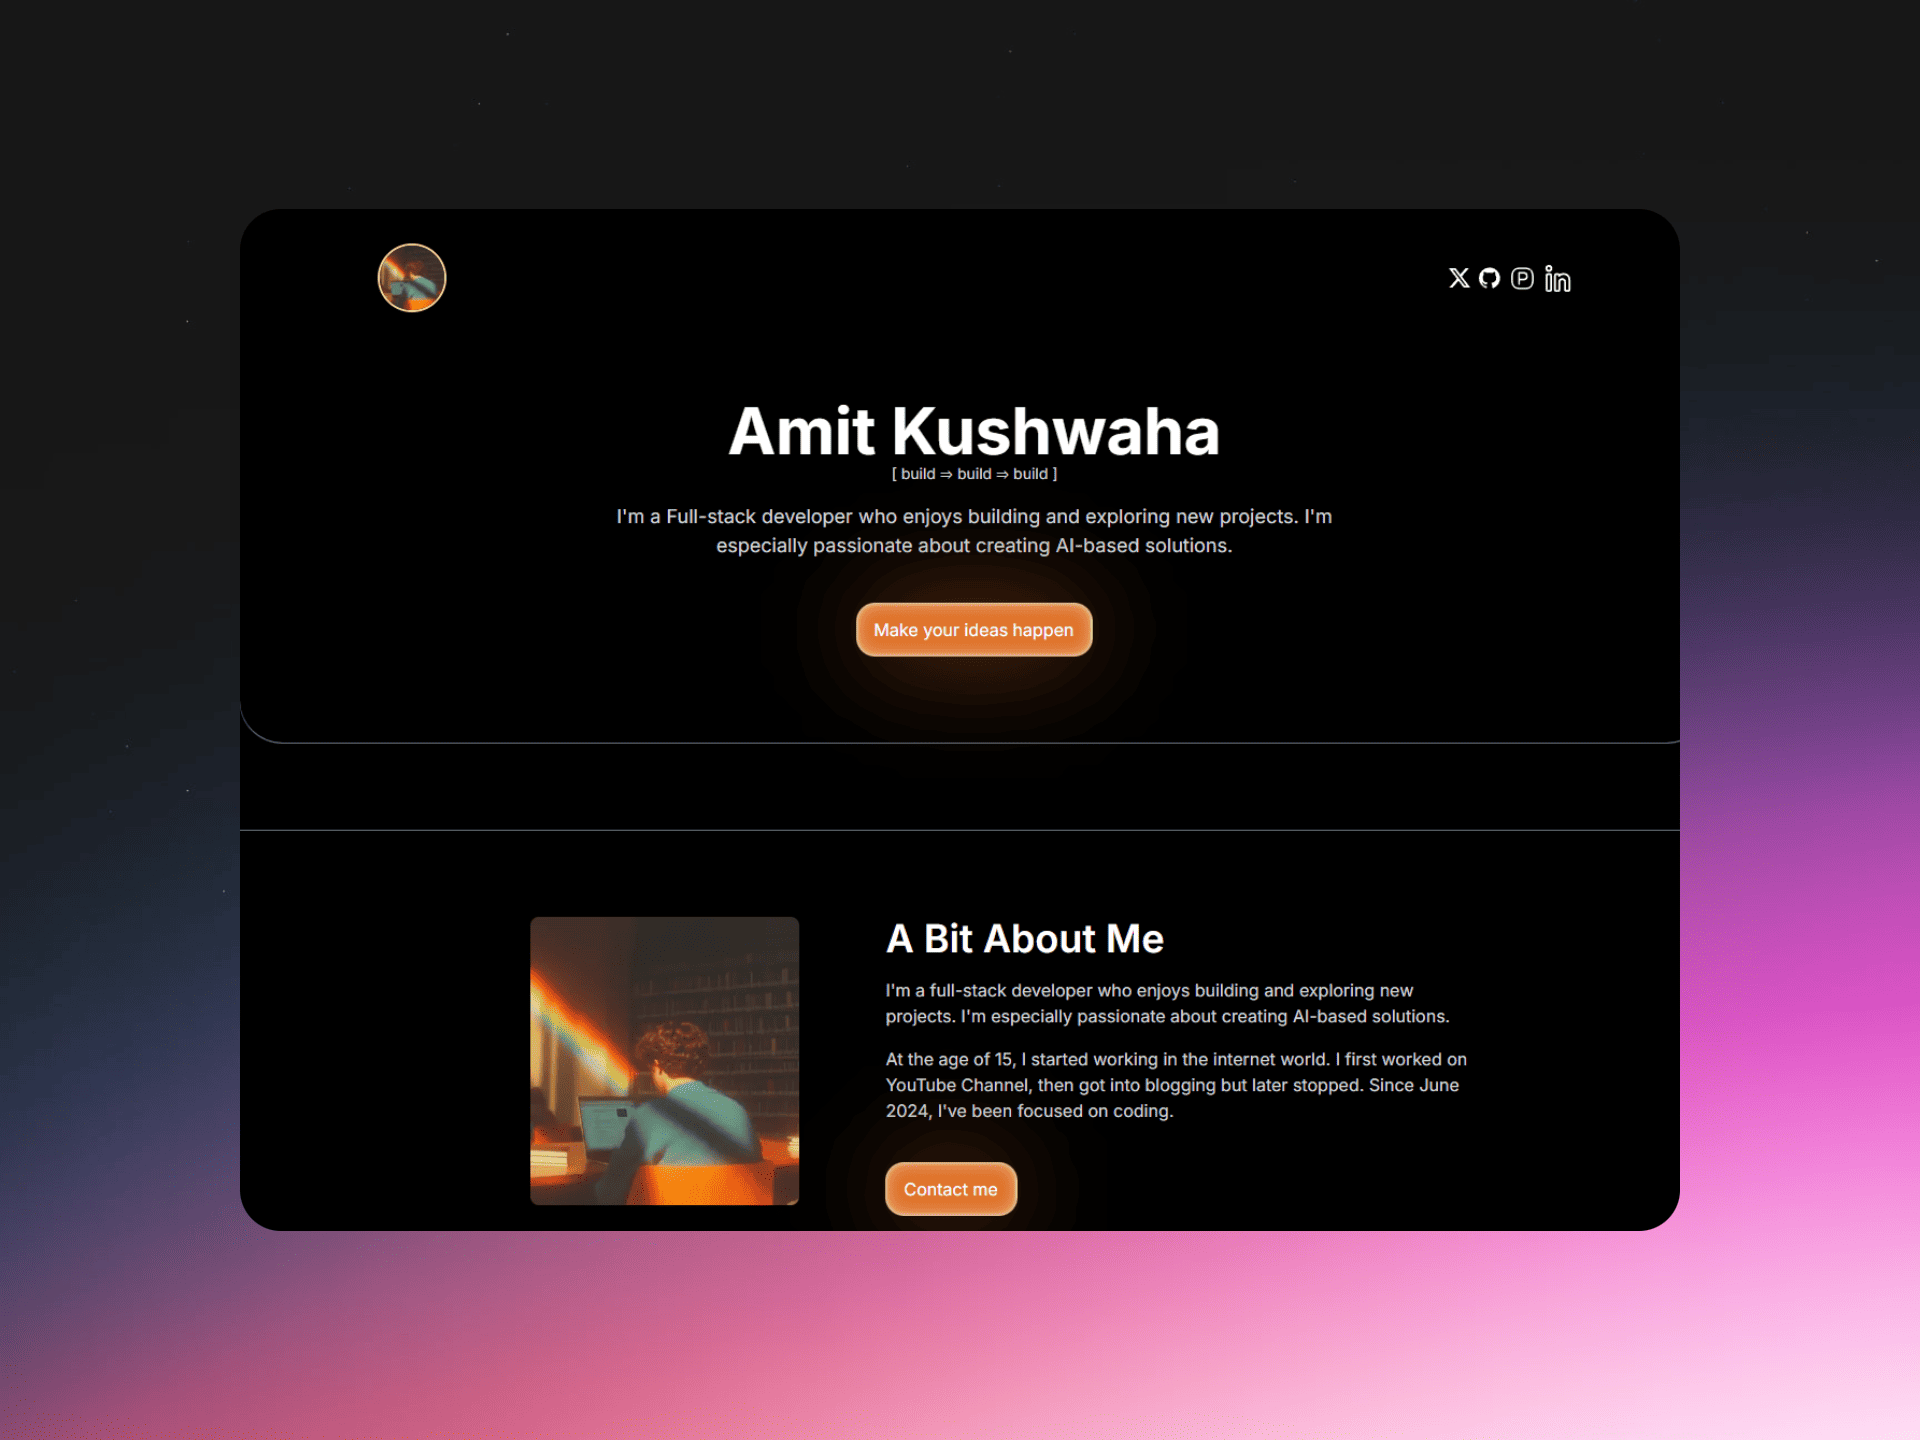 Amit Kushwaha
[ build ⇒ build ⇒ build ]
I'm a Full-stack developer who enjoys building and exploring new projects. I'm
especially passionate about creating AI-based solutions.
Make your ideas happen
A Bit About Me
I'm a full-stack developer who enjoys building and exploring new
projects. I'm especially passionate about creating AI-based solutions.
At the age of 15, I started working in the internet world. I first worked on
YouTube Channel, then got into blogging but later stopped. Since June
2024, I've been focused on coding.
Contact me